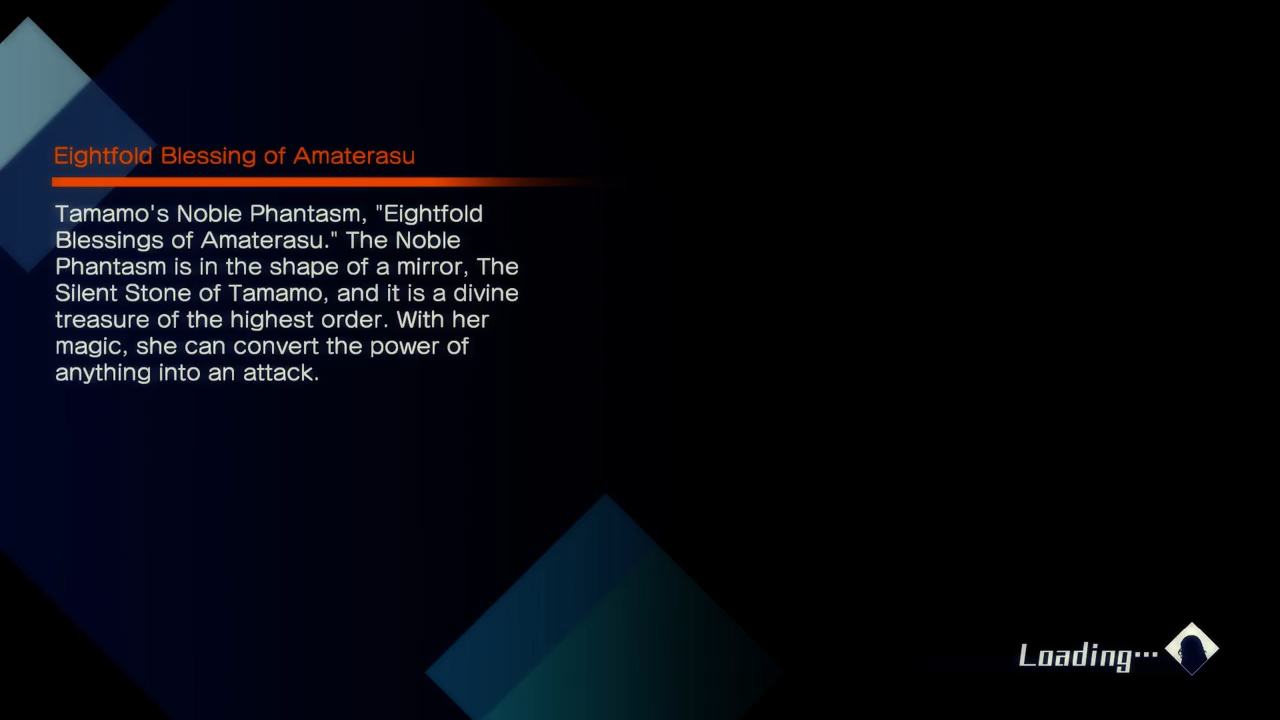 Eightfold Blessing of Amaterasu
Tamamo's Noble Phantasm, "Eightfold
Blessings of Amaterasu." The Noble
Phantasm is in the shape of a mirror, The
Silent Stone of Tamamo, and it is a divine
treasure of the highest order. With her
magic, she can convert the power of
anything into an attack.
Loading…